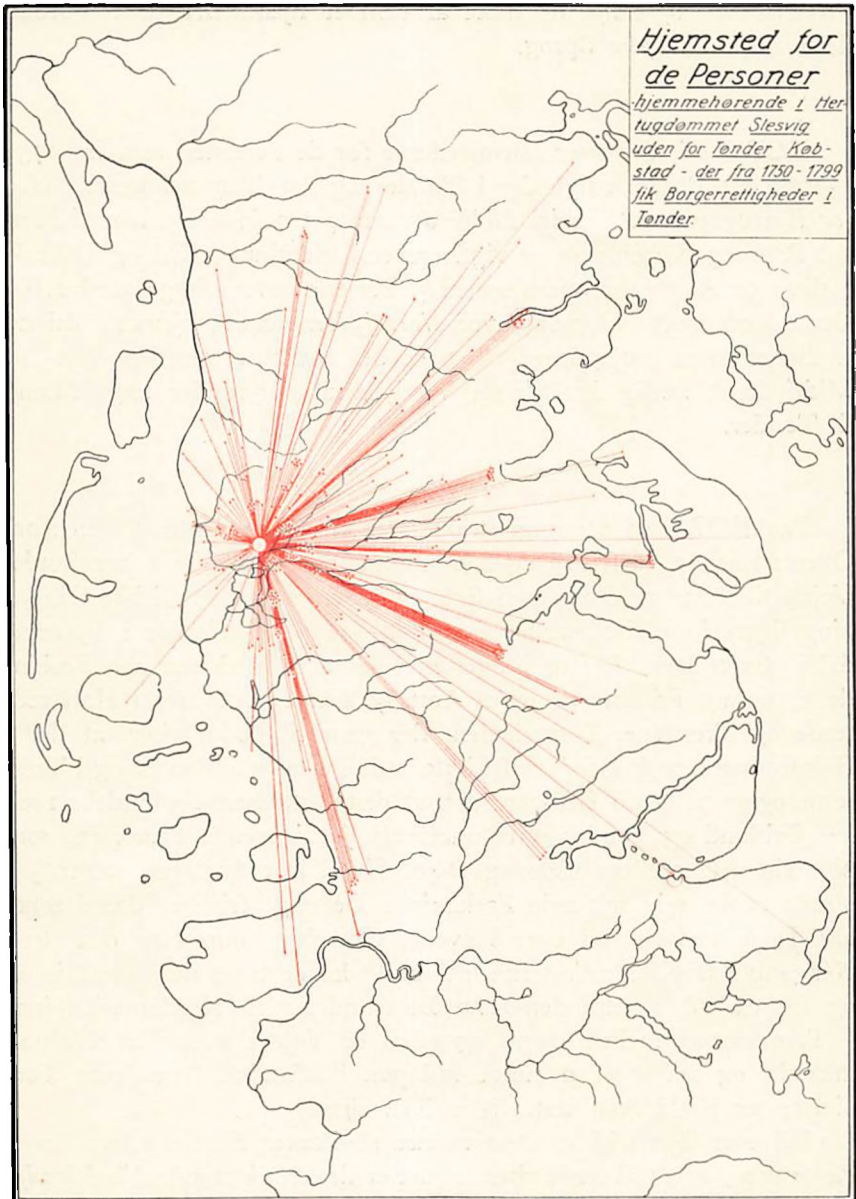 Hjemsted for
de Personer
hjemmehørende i Her-
tugdømmet Slesvig
uden for Tønder Køb-
stad - der fra 1750-1799
fik Borgerrettigheder i
Tønder.